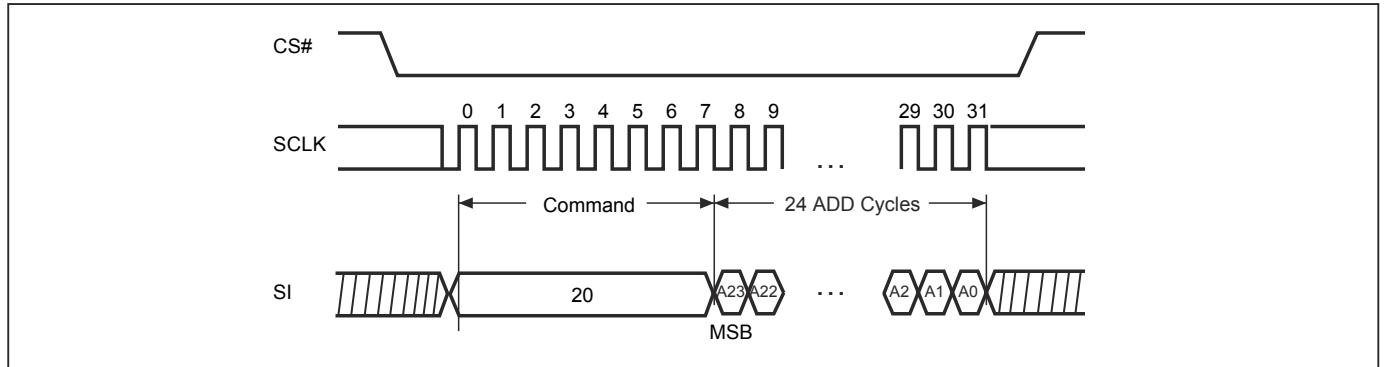 CS#
0 1 2 3 4 5 6 7 8 9 29 30 31
SCLK
...
Command 24 ADD Cycles
SI 20 A23 A22 ... A2 A1 A0
MSB